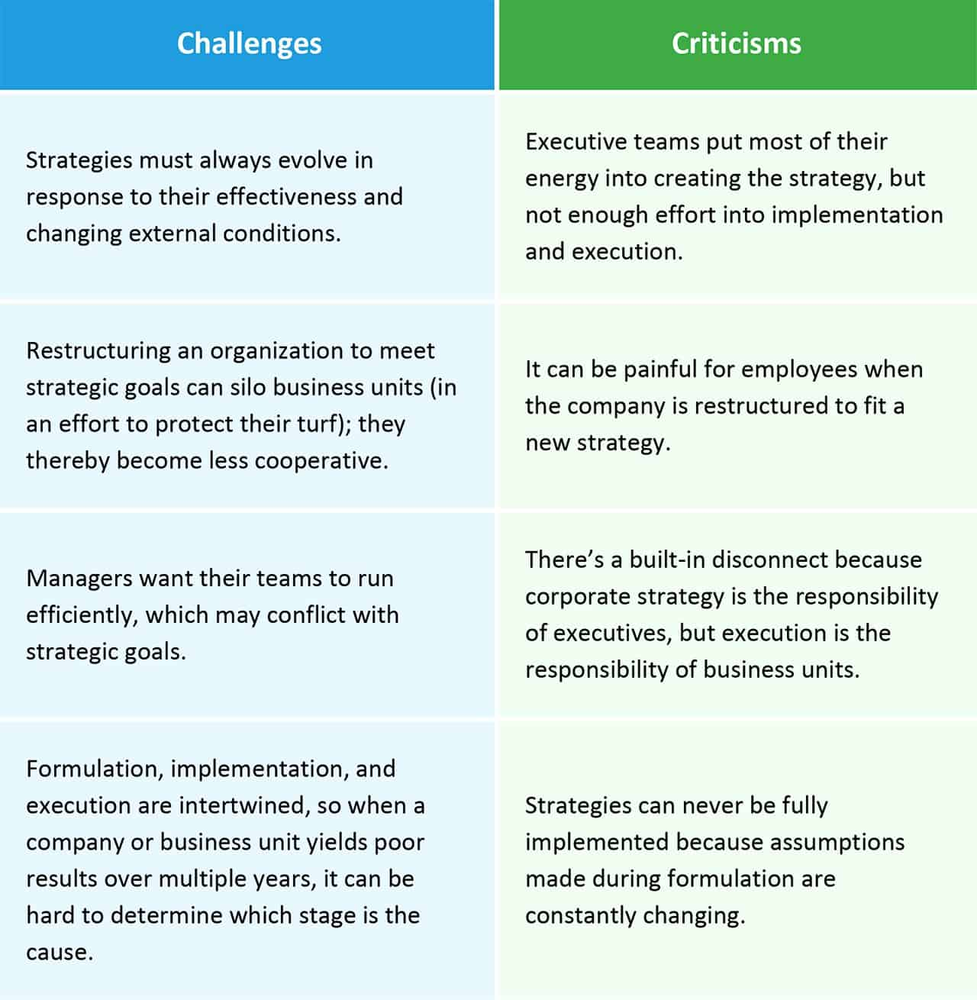 Challenges
Criticisms
Strategies must always evolve in
response to their effectiveness and
changing external conditions.
Executive teams put most of their
energy into creating the strategy, but
not enough effort into implementation
and execution.
Restructuring an organization to meet
strategic goals can silo business units (in
an effort to protect their turf); they
thereby become less cooperative.
It can be painful for employees when
the company is restructured to fit a
new strategy.
Managers want their teams to run
efficiently, which may conflict with
strategic goals.
There’s a built-in disconnect because
corporate strategy is the responsibility
of executives, but execution is the
responsibility of business units.
Formulation, implementation, and
execution are intertwined, so when a
company or business unit yields poor
results over multiple years, it can be
hard to determine which stage is the
cause.
Strategies can never be fully
implemented because assumptions
made during formulation are
constantly changing.